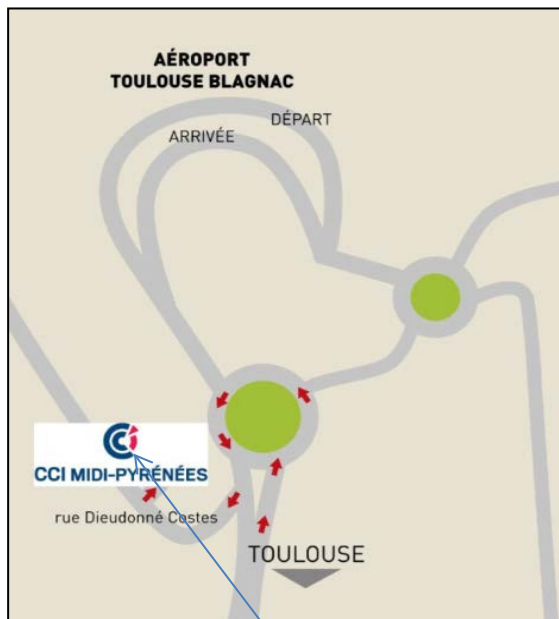 AÉROPORT
TOULOUSE BLAGNAC
DÉPART
ARRIVÉE
CCI MIDI-PYRÉNÉES
rue Dieudonné Costes
TOULOUSE